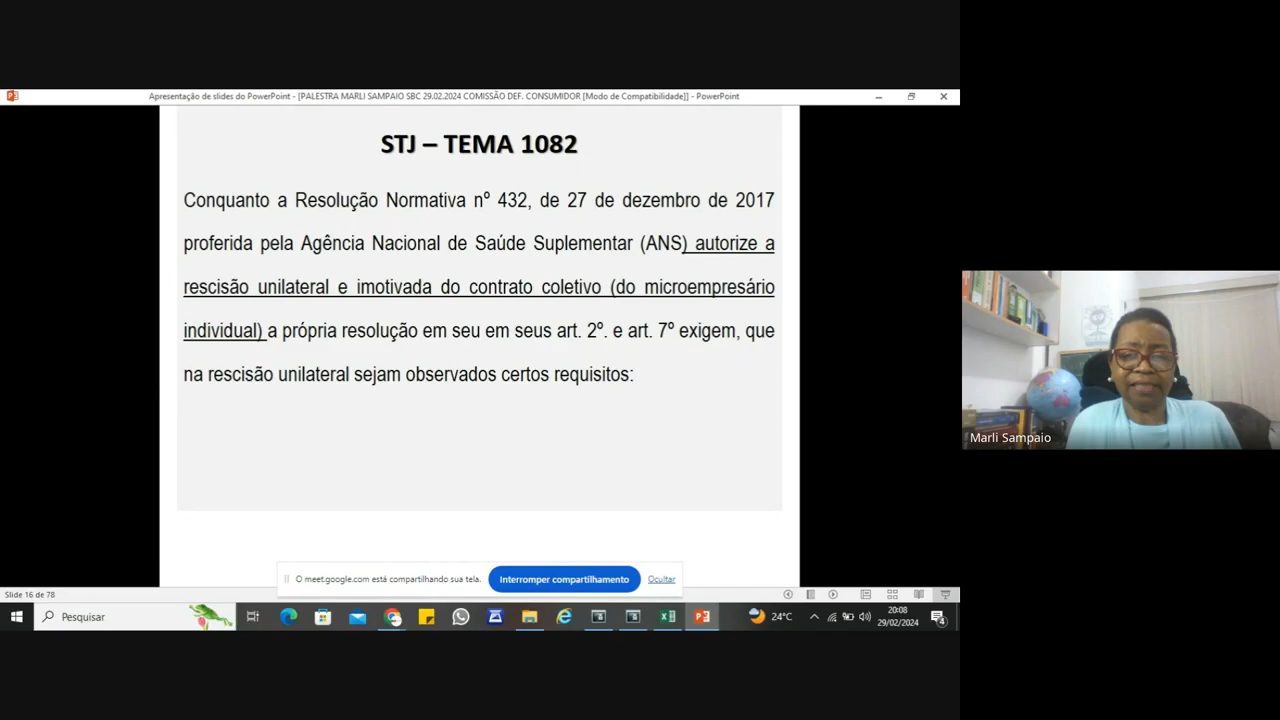 Apresentação de slides do PowerPoint - [PALESTRA MARLI SAMPAIO SBC 29.02.2024 COMISSÃO DEF. CONSUMIDOR [Modo de Compatibilidade]] - PowerPoint
STJ – TEMA 1082
Conquanto a Resolução Normativa nº 432, de 27 de dezembro de 2017
proferida pela Agência Nacional de Saúde Suplementar (ANS) autorize a
rescisão unilateral e imotivada do contrato coletivo (do microempresário
individual) a própria resolução em seu em seus art. 2º. e art. 7º exigem, que
na rescisão unilateral sejam observados certos requisitos:
Marli Sampaio
O meet.google.com está compartilhando sua tela.
Interromper compartilhamento
Ocultar
Slide 16 de 78
Pesquisar
24°C
20:08
29/02/2024
4